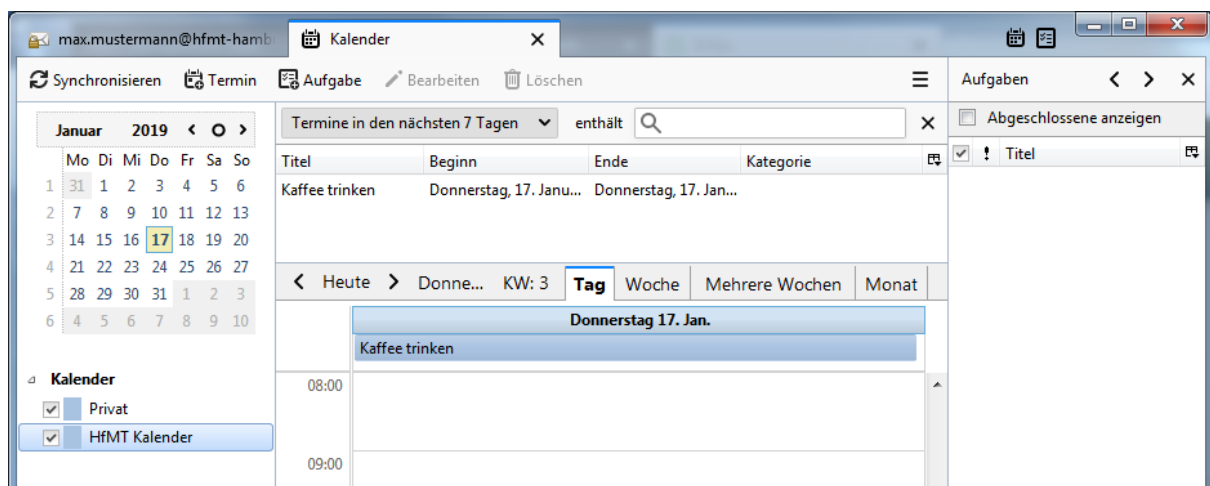 max.mustermann@hfmt-hamb
Kalender
Synchronisieren Termin Aufgabe Bearbeiten Löschen
Aufgaben
Januar 2019
Mo Di Mi Do Fr Sa So
1 31 1 2 3 4 5 6
2 7 8 9 10 11 12 13
3 14 15 16 17 18 19 20
4 21 22 23 24 25 26 27
5 28 29 30 31 1 2 3
6 4 5 6 7 8 9 10
Kalender
Privat
HfMT Kalender
Termine in den nächsten 7 Tagen enthält
Titel Beginn Ende Kategorie
Kaffee trinken Donnerstag, 17. Janu... Donnerstag, 17. Jan...
Heute Donne... KW: 3 Tag Woche Mehrere Wochen Monat
Donnerstag 17. Jan.
Kaffee trinken
08:00
09:00
Abgeschlossene anzeigen
Titel